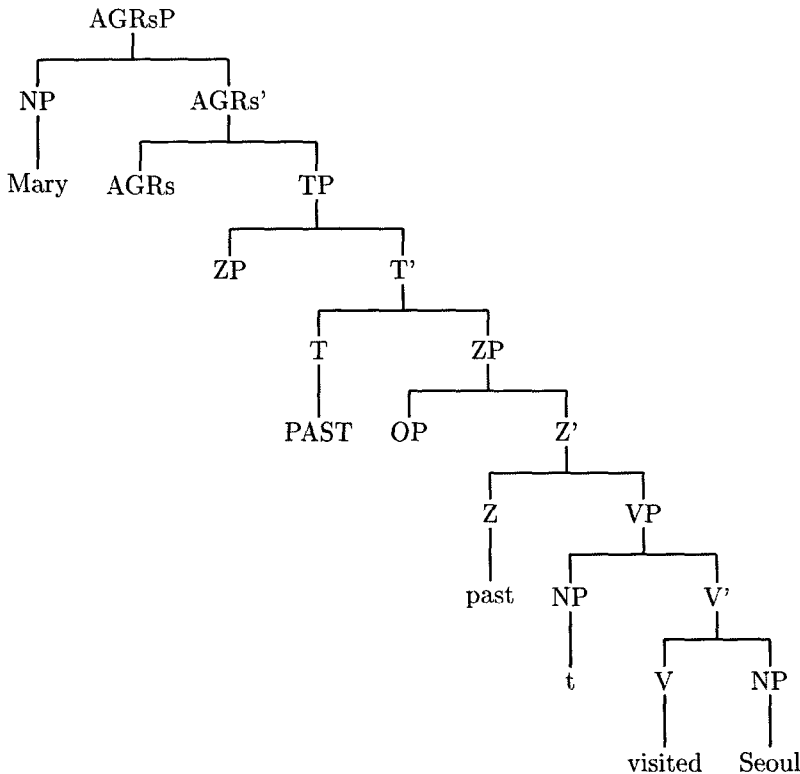 AGRsP
NP AGRs'
Mary AGRs TP
ZP T'
T ZP
PAST OP Z'
Z VP
past NP V'
t V NP
visited Seoul